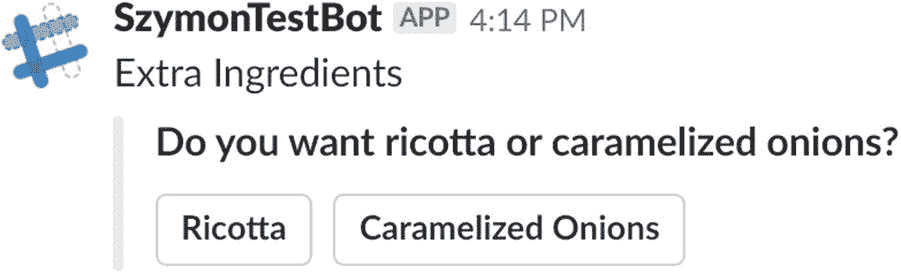 SzymonTestBot APP 4:14 PM
Extra Ingredients
Do you want ricotta or caramelized onions?
Ricotta Caramelized Onions